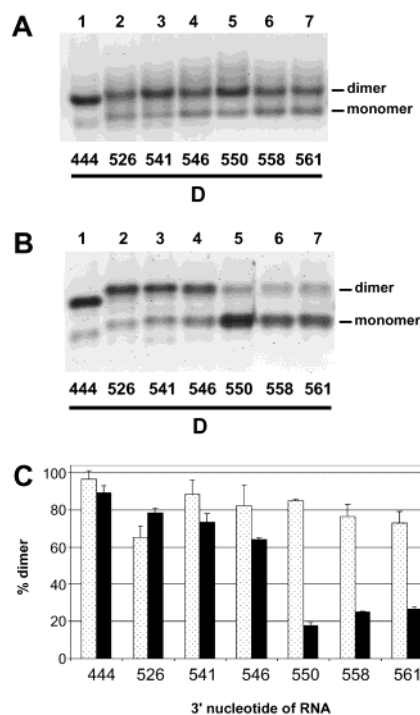 A
1 2 3 4 5 6 7
dimer
monomer
444 526 541 546 550 558 561
D
B
1 2 3 4 5 6 7
dimer
monomer
444 526 541 546 550 558 561
D
C
100
80
60
40
20
0
% dimer
444 526 541 546 550 558 561
3' nucleotide of RNA